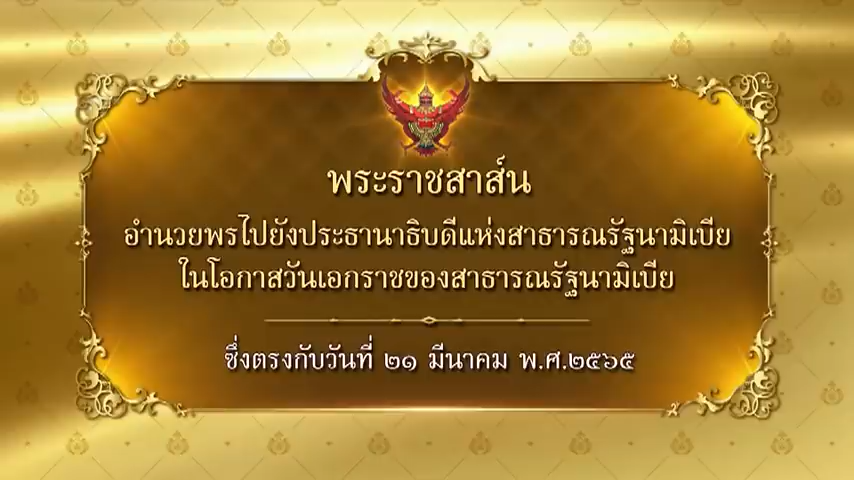 พระราชสาส์น
อำนวยพรไปยังประธานาธิบดีแห่งสาธารณรัฐนามิเบีย
ในโอกาสวันเอกราชของสาธารณรัฐนามิเบีย
ซึ่งตรงกับวันที่ ๒๑ มีนาคม พ.ศ.๒๕๖๕